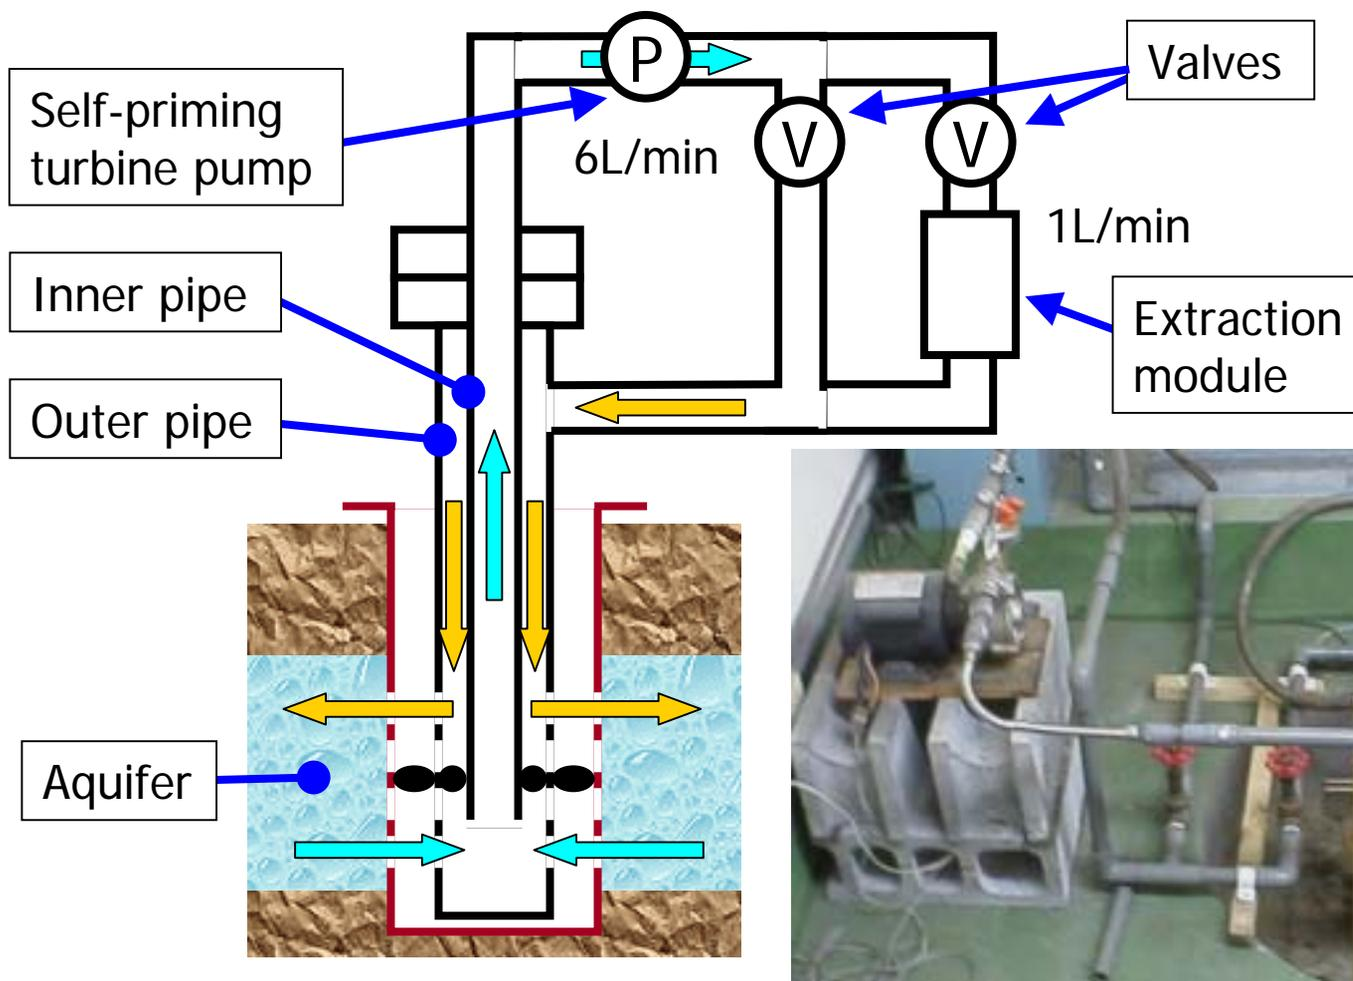 Self-priming
turbine pump
P
6L/min
V
V
Valves
1L/min
Inner pipe
Outer pipe
Extraction
module
Aquifer